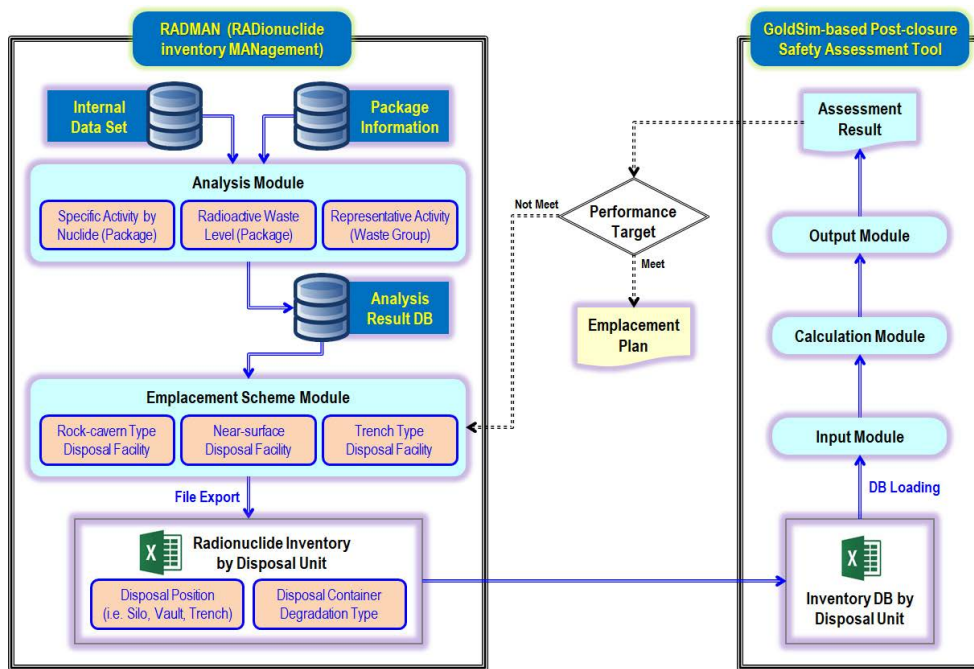 RADMAN (RADionuclide
inventory MANagement)
Internal
Data Set
Package
Information
Analysis Module
Specific Activity by
Nuclide (Package)
Radioactive Waste
Level (Package)
Representative Activity
(Waste Group)
Analysis
Result DB
Emplacement Scheme Module
Rock-cavern Type
Disposal Facility
Near-surface
Disposal Facility
Trench Type
Disposal Facility
File Export
X
Radionuclide Inventory
by Disposal Unit
Disposal Position
(i.e. Silo, Vault, Trench)
Disposal Container
Degradation Type
Not Meet
Performance
Target
Meet
Emplacement
Plan
GoldSim-based Post-closure
Safety Assessment Tool
Assessment
Result
Output Module
Calculation Module
Input Module
DB Loading
X
Inventory DB by
Disposal Unit